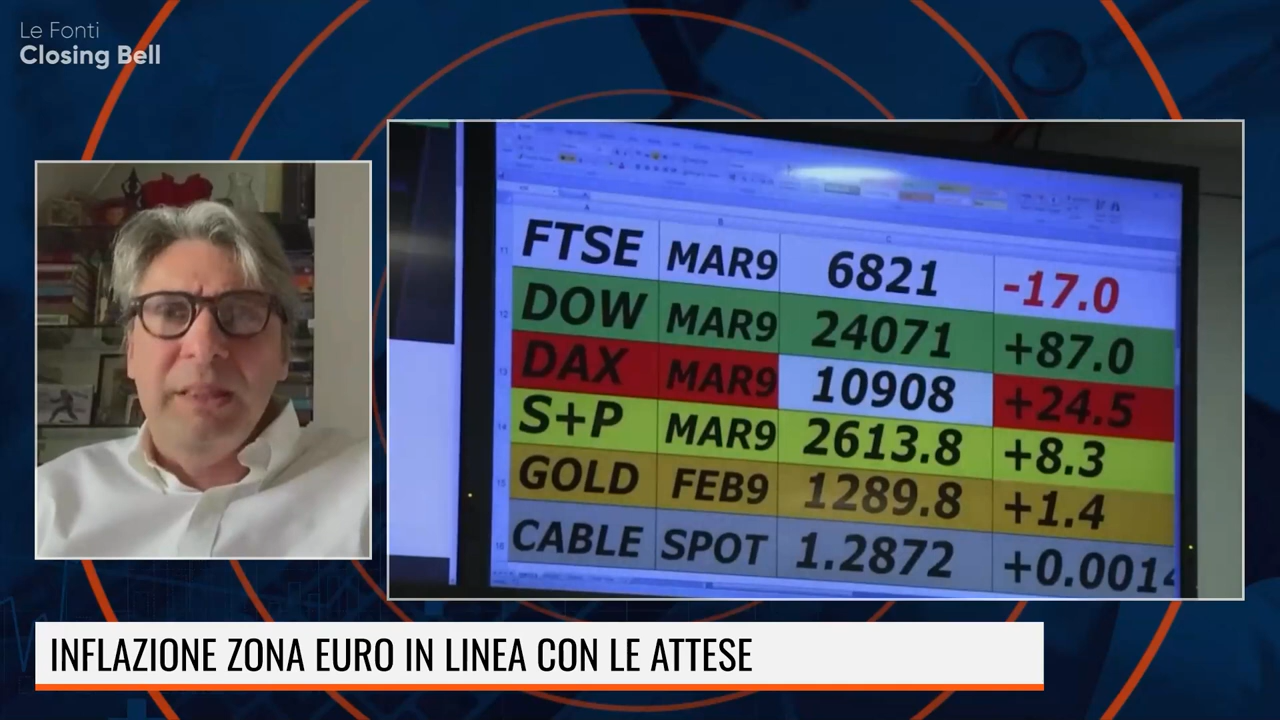 Le Fonti
Closing Bell
FTSE MAR9 6821 -17.0
DOW MAR9 24071 +87.0
DAX MAR9 10908 +24.5
S+P MAR9 2613.8 +8.3
GOLD FEB9 1289.8 +1.4
CABLE SPOT 1.2872 +0.0014
INFLAZIONE ZONA EURO IN LINEA CON LE ATTESE